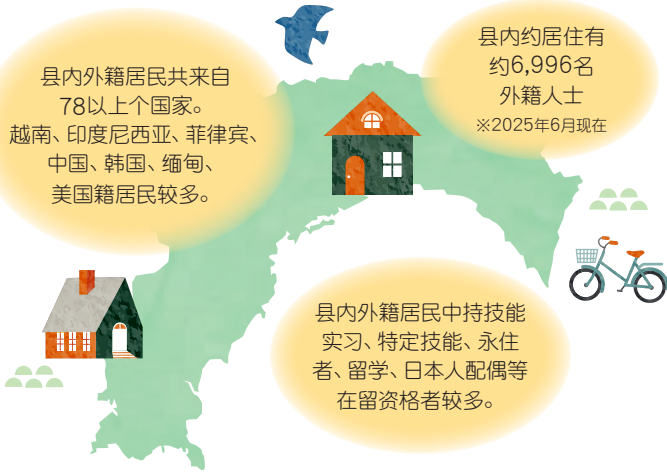 县内外籍居民共来自
78以上个国家。
越南、印度尼西亚、菲律宾、
中国、韩国、缅甸、
美国籍居民较多。
县内约居住有
约6,996名
外籍人士
※2025年6月现在
县内外籍居民中持技能
实习、特定技能、永住
者、留学、日本人配偶等
在留资格者较多。